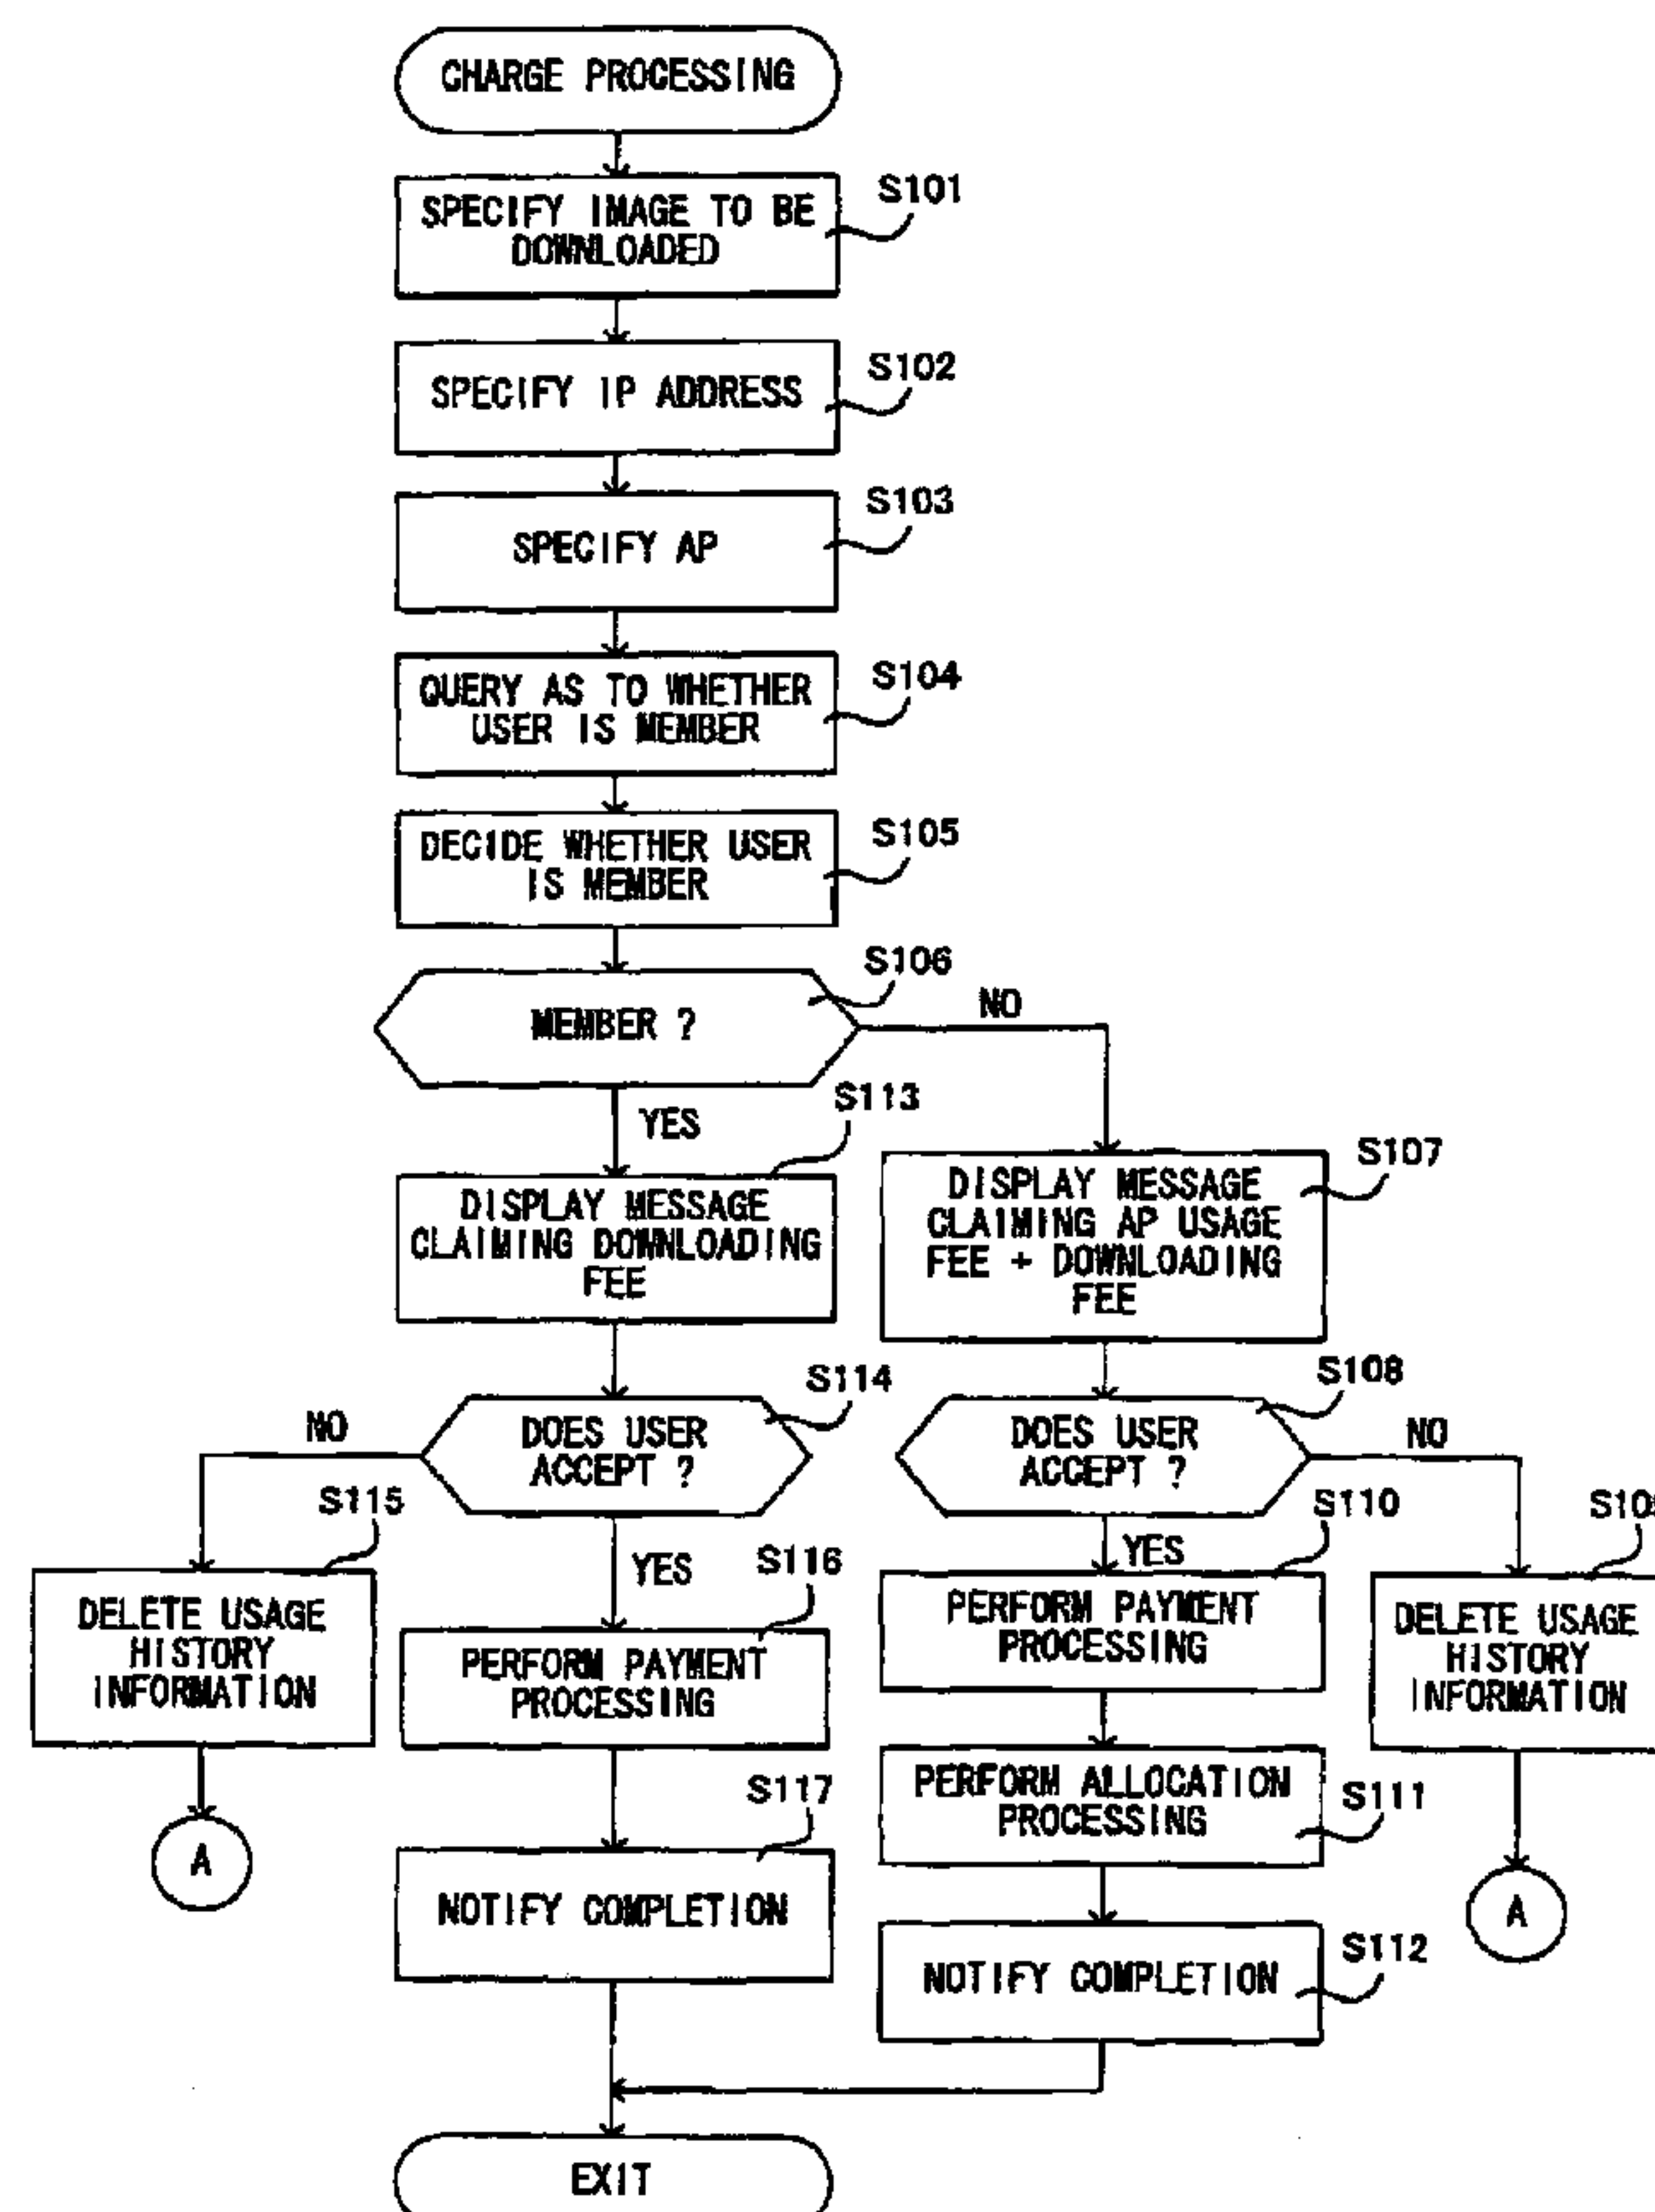 CHARGE PROCESSING
S101
SPECIFY IMAGE TO BE
DOWNLOADED
S102
SPECIFY IP ADDRESS
S103
SPECIFY AP
S104
QUERY AS TO WHETHER
USER IS MEMBER
S105
DECIDE WHETHER USER
IS MEMBER
S106
MEMBER ?
NO
YES
S113
DISPLAY MESSAGE
CLAIMING DOWNLOADING
FEE
S107
DISPLAY MESSAGE
CLAIMING AP USAGE
FEE + DOWNLOADING
FEE
S114
DOES USER
ACCEPT ?
NO
YES
S108
DOES USER
ACCEPT ?
NO
YES
S115
DELETE USAGE
HISTORY
INFORMATION
A
S116
PERFORM PAYMENT
PROCESSING
S117
NOTIFY COMPLETION
S110
PERFORM PAYMENT
PROCESSING
S111
PERFORM ALLOCATION
PROCESSING
S112
NOTIFY COMPLETION
DELETE USAGE
HISTORY
INFORMATION
A
EXIT